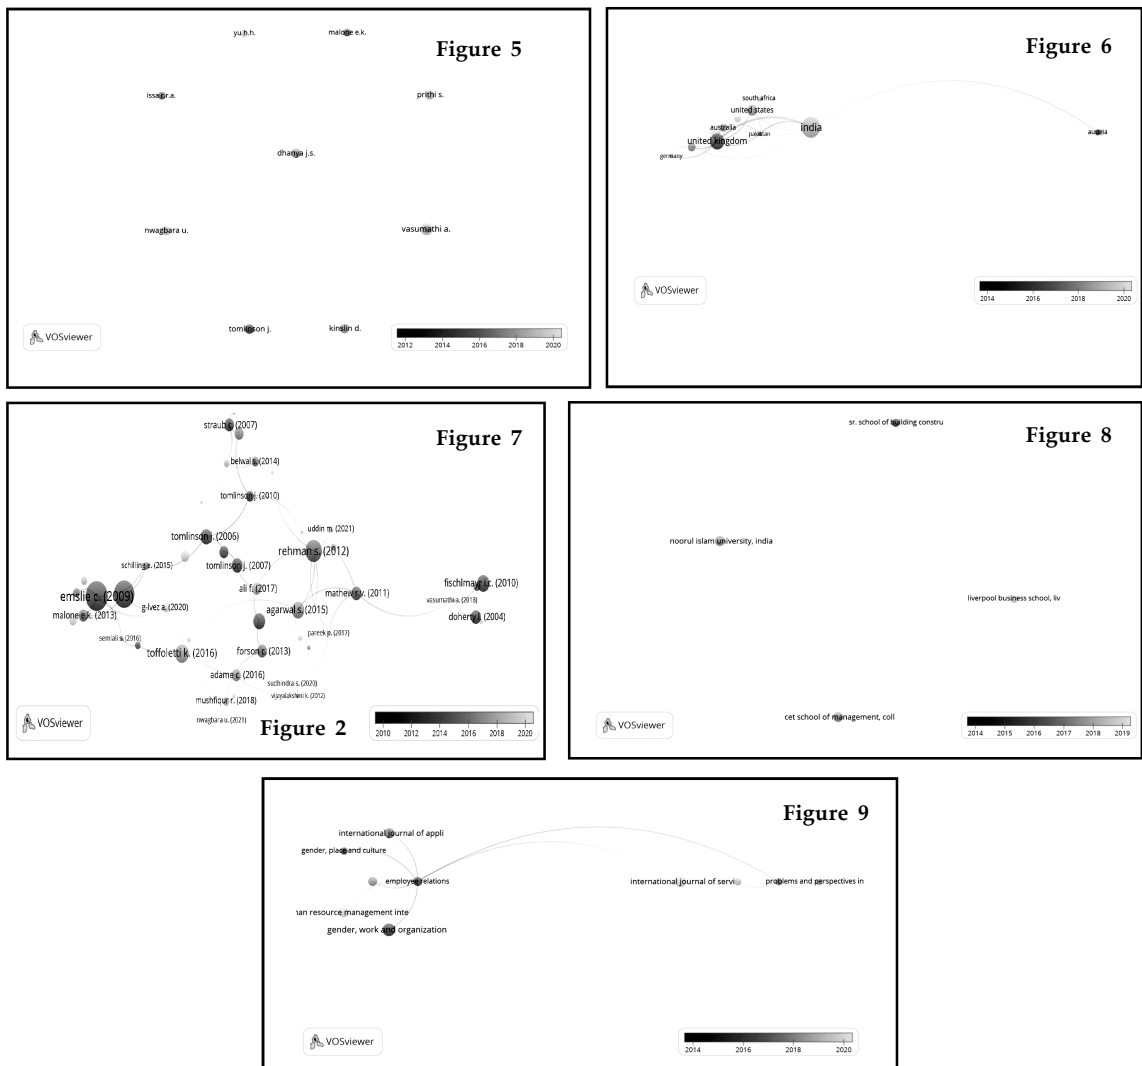 yu h.h.
malone e.k.
Figure 5
issa r.r.a.
prithi s.
dhanya j.s.
nwagbara u.
vasumathi a.
tomlinson j.
kinslin d.
VOSviewer
2012 2014 2016 2018 2020
Figure 6
south africa
united states
india
australia
pakistan
austria
united kingdom
germany
VOSviewer
2014 2016 2018 2020
Figure 7
straub c. (2007)
belwal s. (2014)
tomlinson j. (2010)
uddin m. (2021)
tomlinson j. (2006)
rehman s. (2012)
schilling e. (2015)
tomlinson j. (2007)
fischlmayr i.c. (2010)
ali f. (2017)
mathew r.v. (2011)
emslie c. (2009)
vasumathi a. (2018)
g-lvez a. (2020)
agarwal s. (2015)
malone e.k. (2013)
doherty l. (2004)
pareek p. (2017)
semlali s. (2016)
toffoletti k. (2016)
forson c. (2013)
adame c. (2016)
suchindra s. (2020)
vijayalakshmi k. (2012)
mushfiqur r. (2018)
nwagbara u. (2021)
Figure 2
VOSviewer
2010 2012 2014 2016 2018 2020
sr. school of building constru
Figure 8
noorul islam university, india
liverpool business school, liv
cet school of management, coll
VOSviewer
2014 2015 2016 2017 2018 2019
Figure 9
international journal of appli
gender, place and culture
employee relations
international journal of servi
problems and perspectives in
nan resource management inte
gender, work and organization
VOSviewer
2014 2016 2018 2020